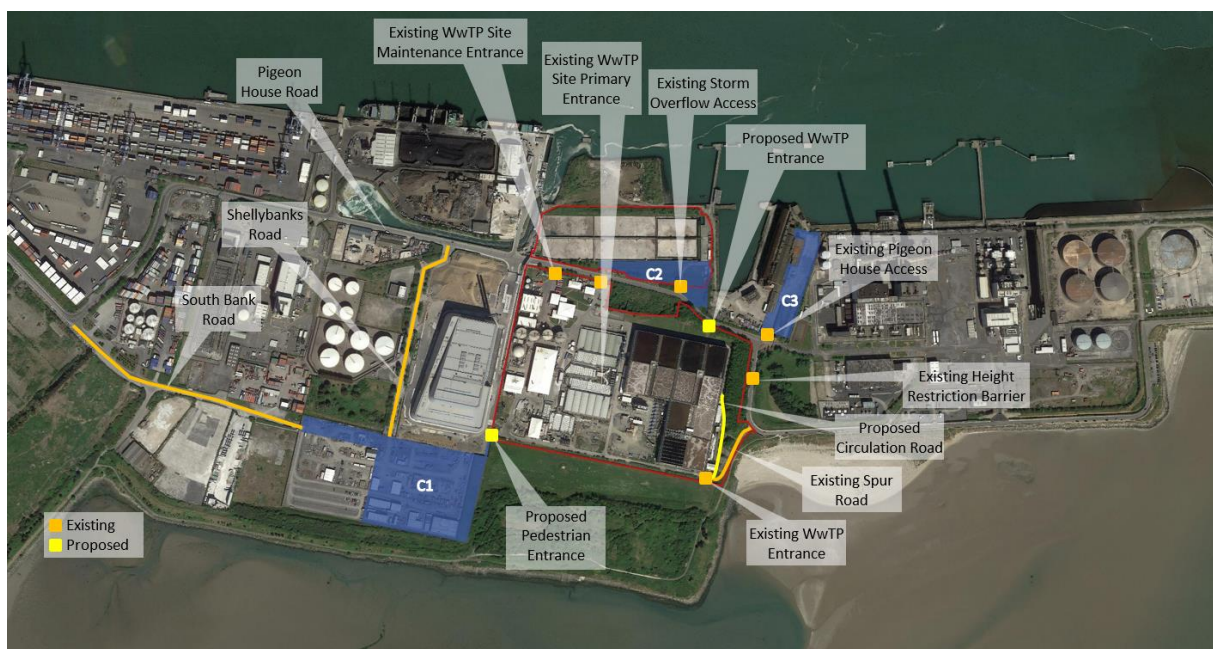 Existing WwTP Site
Maintenance Entrance
Existing WwTP
Site Primary
Entrance
Existing Storm
Overflow Access
Pigeon
House Road
Proposed WwTP
Entrance
Shellybanks
Road
South Bank
Road
C2
C3
Existing Pigeon
House Access
Existing Height
Restriction Barrier
Proposed
Circulation Road
Existing Spur
Road
C1
Existing
Proposed
Proposed
Pedestrian
Entrance
Existing WwTP
Entrance